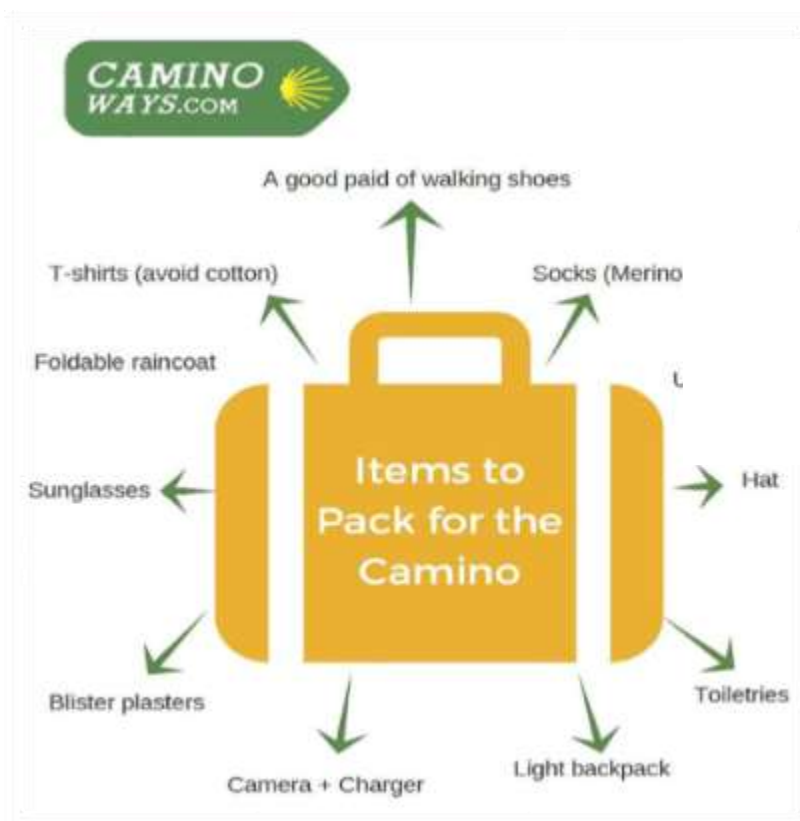 CAMINO
WAYS.COM
A good paid of walking shoes
T-shirts (avoid cotton)
Socks (Merino
Foldable raincoat
Items to
Pack for the
Camino
Sunglasses
Hat
Blister plasters
Toiletries
Camera + Charger
Light backpack